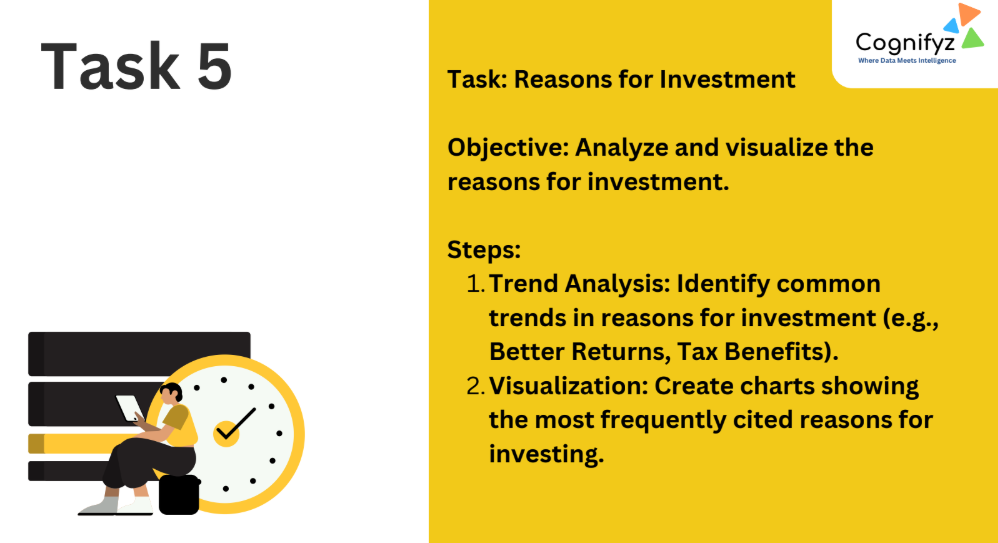 Task 5
Cognifyz
Where Data Meets Intelligence
Task: Reasons for Investment
Objective: Analyze and visualize the
reasons for investment.
Steps:
1. Trend Analysis: Identify common
trends in reasons for investment (e.g.,
Better Returns, Tax Benefits).
2. Visualization: Create charts showing
the most frequently cited reasons for
investing.